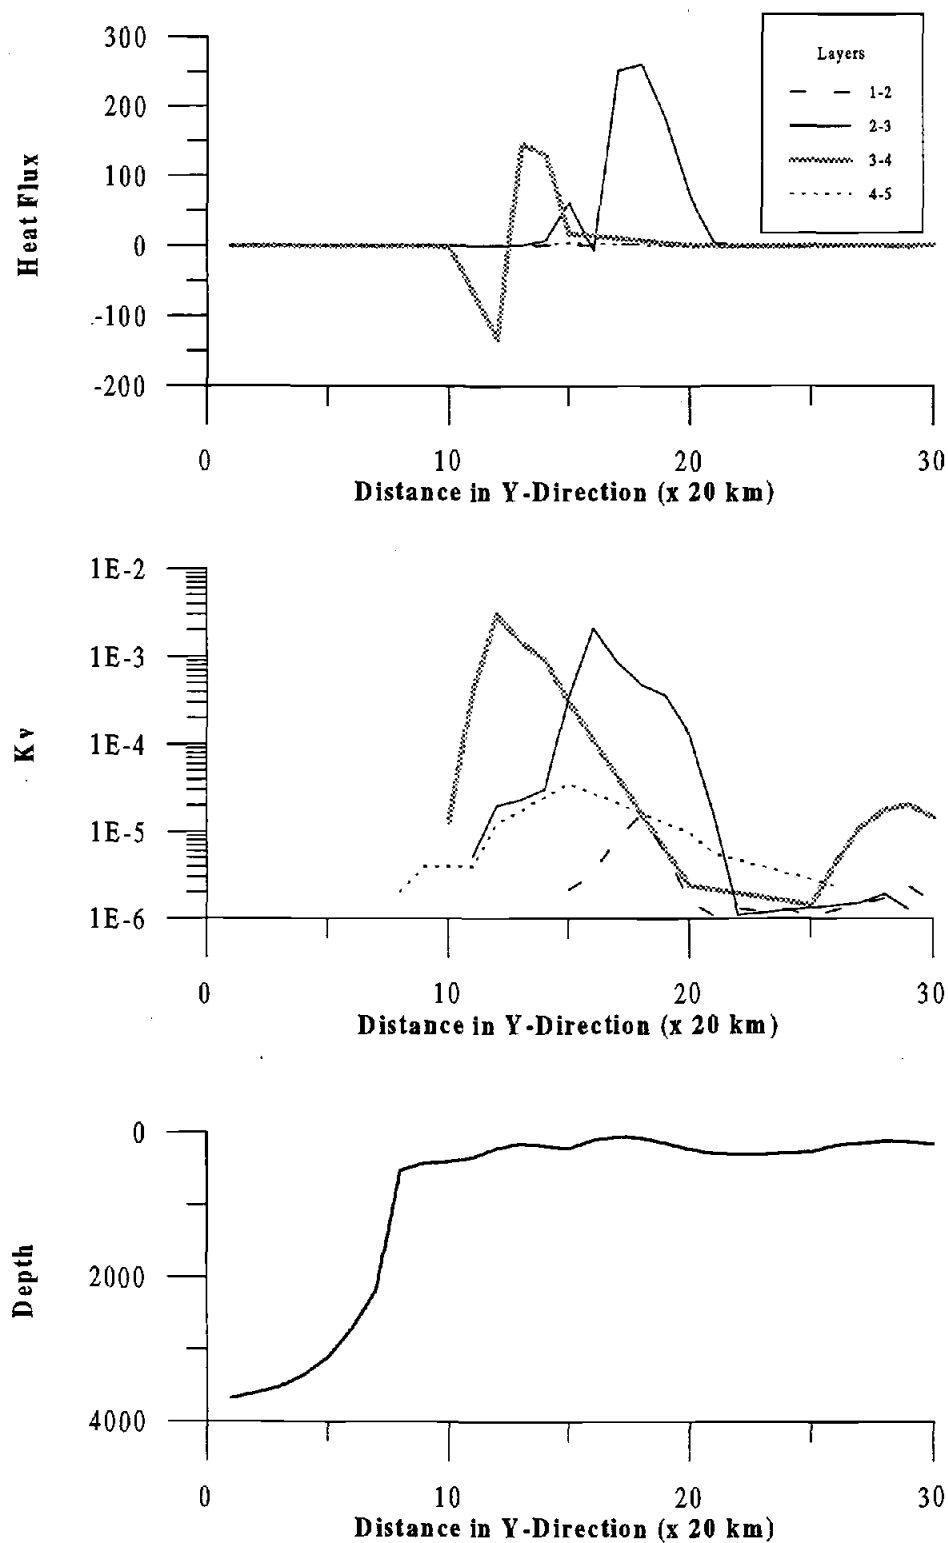 Heat Flux
300
200
100
0
-100
-200
Layers
1-2
2-3
3-4
4-5
0 10 20 30
Distance in Y-Direction (x 20 km)
Kv
1E-2
1E-3
1E-4
1E-5
1E-6
0 10 20 30
Distance in Y-Direction (x 20 km)
Depth
0
2000
4000
0 10 20 30
Distance in Y-Direction (x 20 km)